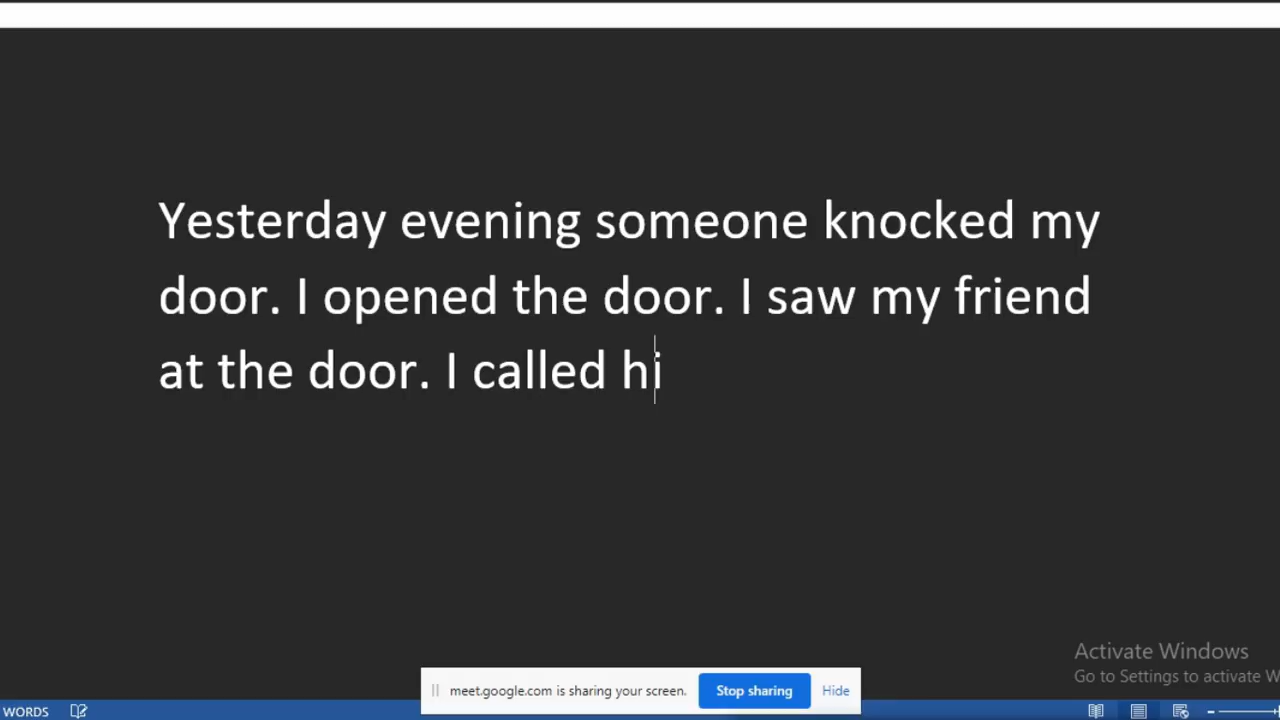 Yesterday evening someone knocked my
door. I opened the door. I saw my friend
at the door. I called hi
Activate Windows
Go to Settings to activate W
meet.google.com is sharing your screen.
Stop sharing
Hide
WORDS